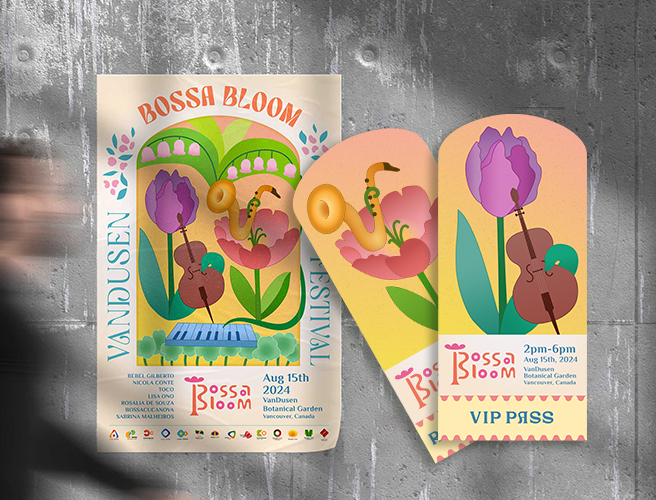 BOSSA BLOOM
VANDUSEN
FESTIVAL
BEBEL GILBERTO
NICOLA CONTE
TOCO
LISA ONO
ROSALIA DE SOUZA
BOSSACUCANOVA
SABRINA MALHEIROS
Bossa
Bloom
Aug 15th
2024
VanDusen
Botanical Garden
Vancouver, Canada
Bossa
Bloom
2pm-6pm
Aug 15th, 2024
VanDusen
Botanical Garden
Vancouver, Canada
VIP PASS